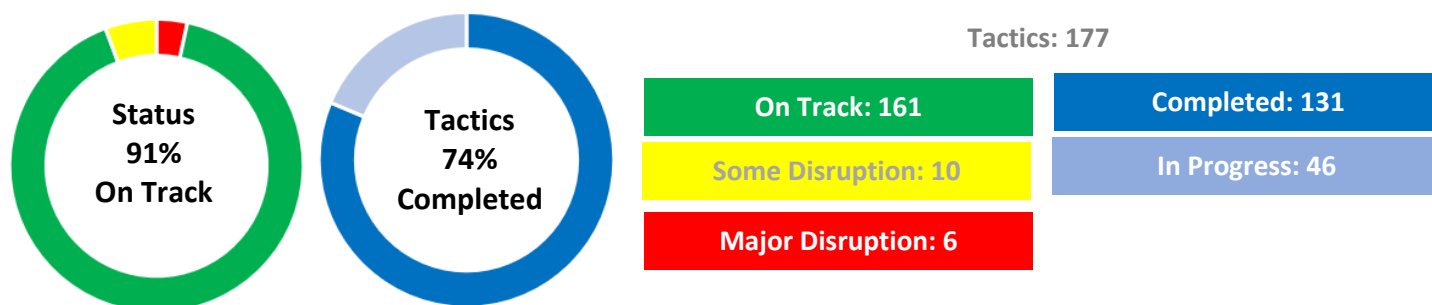 Status
91%
On Track
Tactics
74%
Completed
Tactics: 177
On Track: 161
Some Disruption: 10
Major Disruption: 6
Completed: 131
In Progress: 46